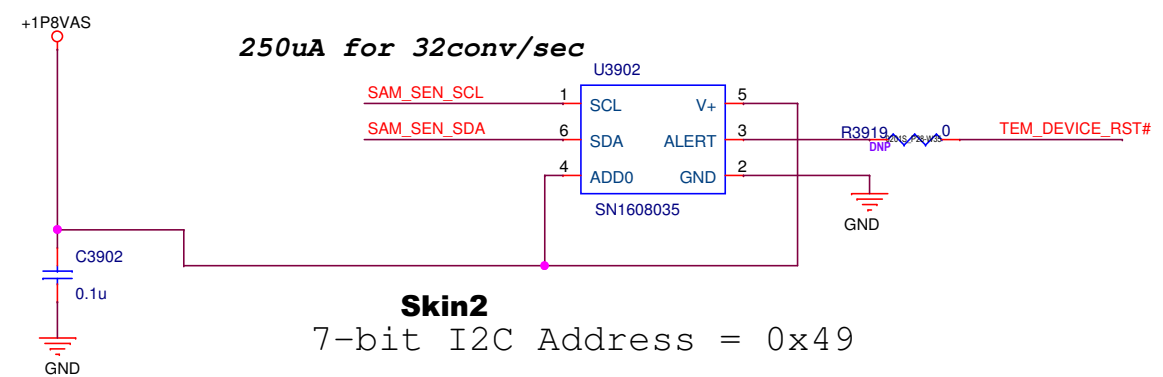 +1P8VAS
250uA for 32conv/sec
U3902
SAM_SEN_SCL 1 SCL V+ 5
SAM_SEN_SDA 6 SDA ALERT 3 R3919 0 TEM_DEVICE_RST#
DNP
4 ADD0 GND 2
SN1608035
GND
C3902
0.1u
GND
Skin2
7-bit I2C Address = 0x49